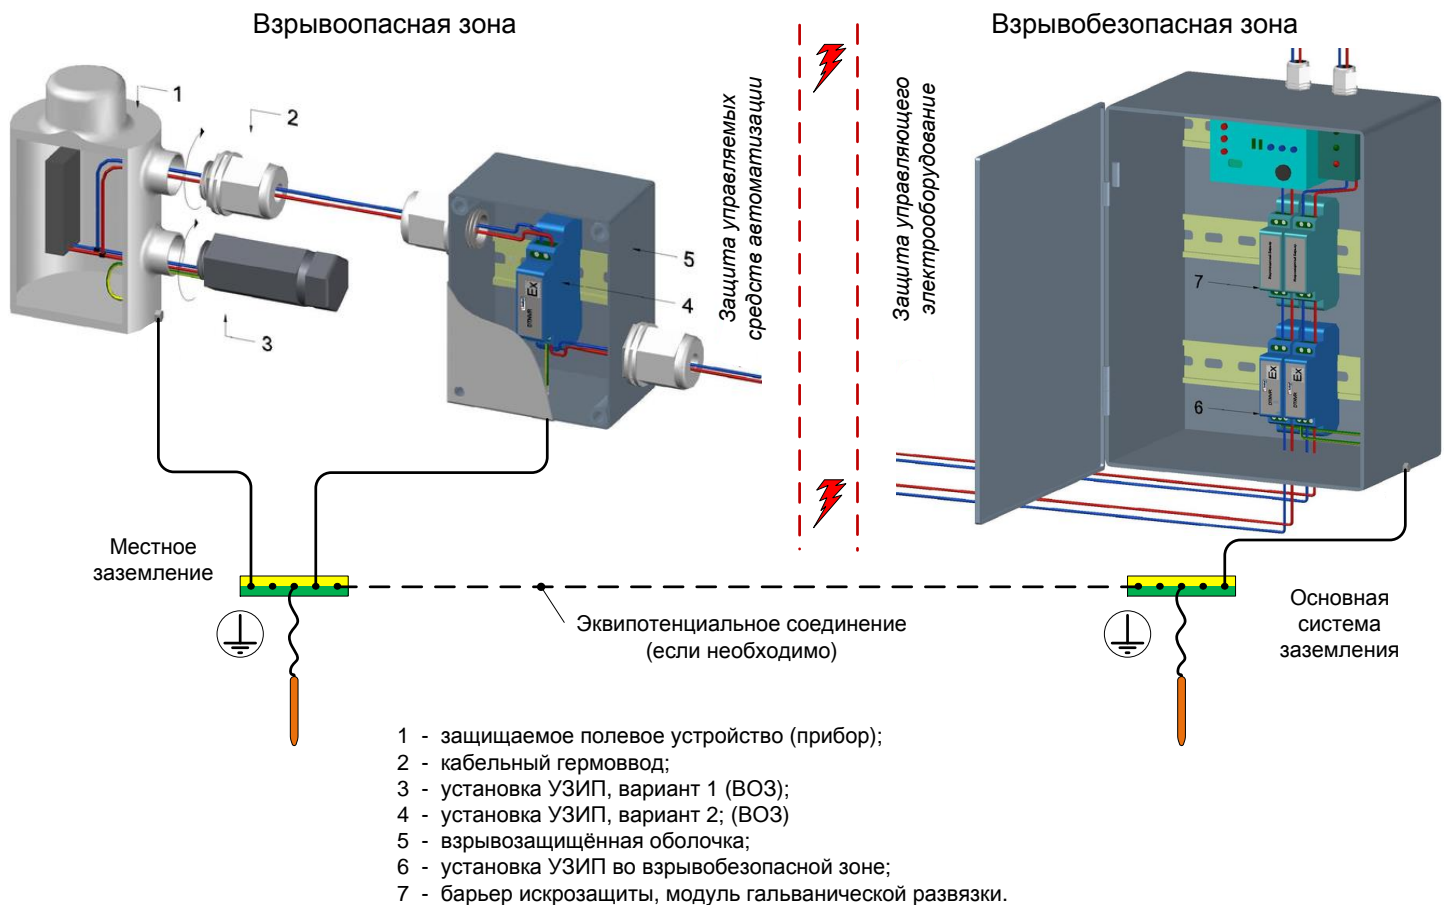 Взрывоопасная зона
Взрывобезопасная зона
1
2
3
4
5
Ex
Защита управляемых
средств автоматизации
Защита управляющего
электрооборудование
7
6
Ex
Ex
Местное
заземление
Эквипотенциальное соединение
(если необходимо)
Основная
система
заземления
1 - защищаемое полевое устройство (прибор);
2 - кабельный гермоввод;
3 - установка УЗИП, вариант 1 (ВОЗ);
4 - установка УЗИП, вариант 2; (ВОЗ)
5 - взрывозащищённая оболочка;
6 - установка УЗИП во взрывобезопасной зоне;
7 - барьер искрозащиты, модуль гальванической развязки.